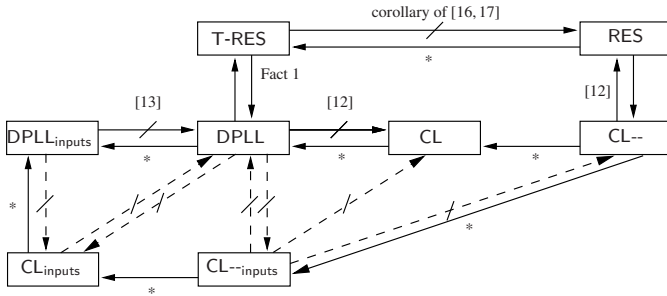 corollary of [16, 17]
T-RES
RES
*
Fact 1
[12]
[13]
[12]
DPLLinputs
DPLL
CL
CL--
*
*
*
*
*
CLinputs
CL--inputs
*